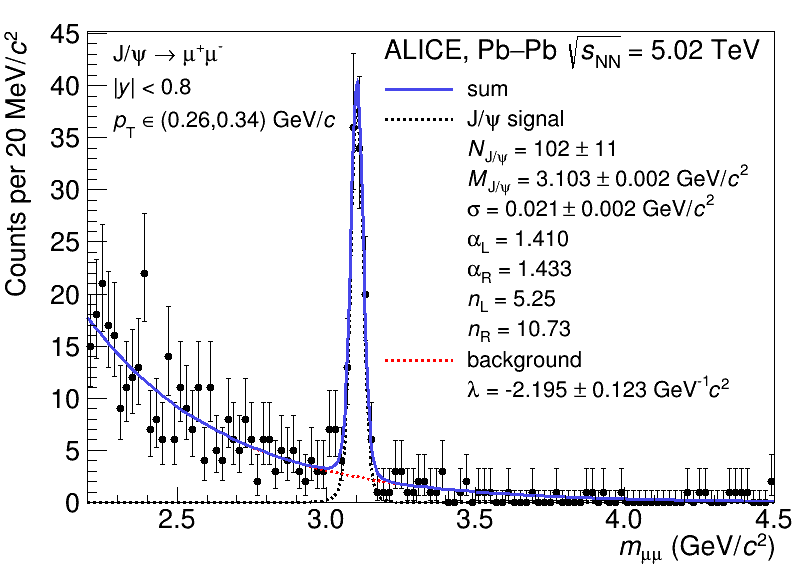 J/ψ → μ⁺μ⁻
|y| < 0.8
p_T ∈ (0.26,0.34) GeV/c
ALICE, Pb–Pb √s_NN = 5.02 TeV
sum
J/ψ signal
N_J/ψ = 102 ± 11
M_J/ψ = 3.103 ± 0.002 GeV/c²
σ = 0.021 ± 0.002 GeV/c²
α_L = 1.410
α_R = 1.433
n_L = 5.25
n_R = 10.73
background
λ = -2.195 ± 0.123 GeV⁻¹c²
Counts per 20 MeV/c²
45
40
35
30
25
20
15
10
5
0
2.5 3.0 3.5 4.0 4.5
m_μμ (GeV/c²)